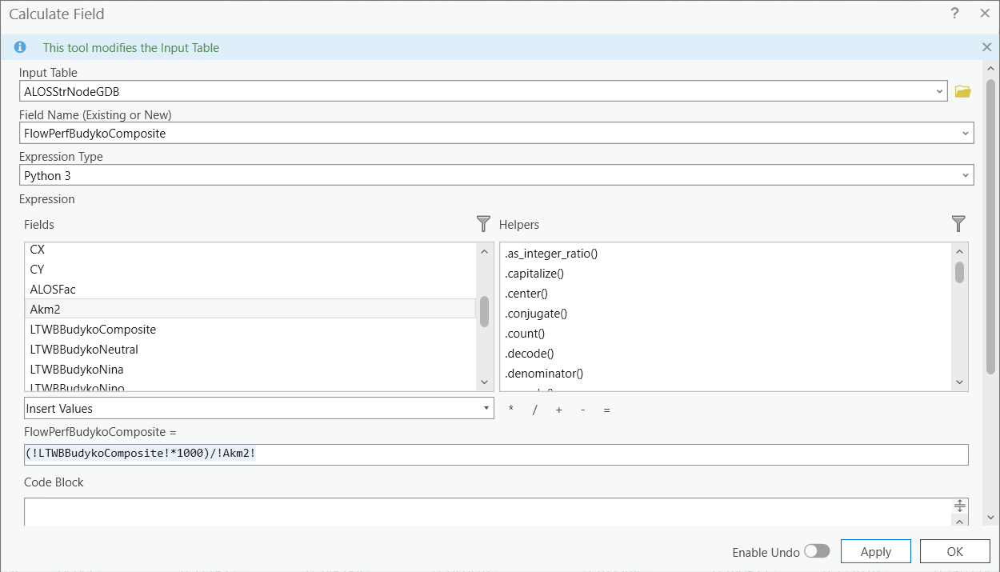 Calculate Field ?
This tool modifies the Input Table
Input Table
ALOSStrNodeGDB
Field Name (Existing or New)
FlowPerfBudykoComposite
Expression Type
Python 3
Expression
Fields
Helpers
CX
CY
ALOSFac
Akm2
LTWBBudykoComposite
LTWBBudykoNeutral
LTWBBudykoNina
LTWBBudykoNino
.as_integer_ratio()
.capitalize()
.center()
.conjugate()
.count()
.decode()
.denominator()
Insert Values
* / + - =
FlowPerfBudykoComposite =
(!LTWBBudykoComposite!*1000)/!Akm2!
Code Block
Enable Undo Apply OK